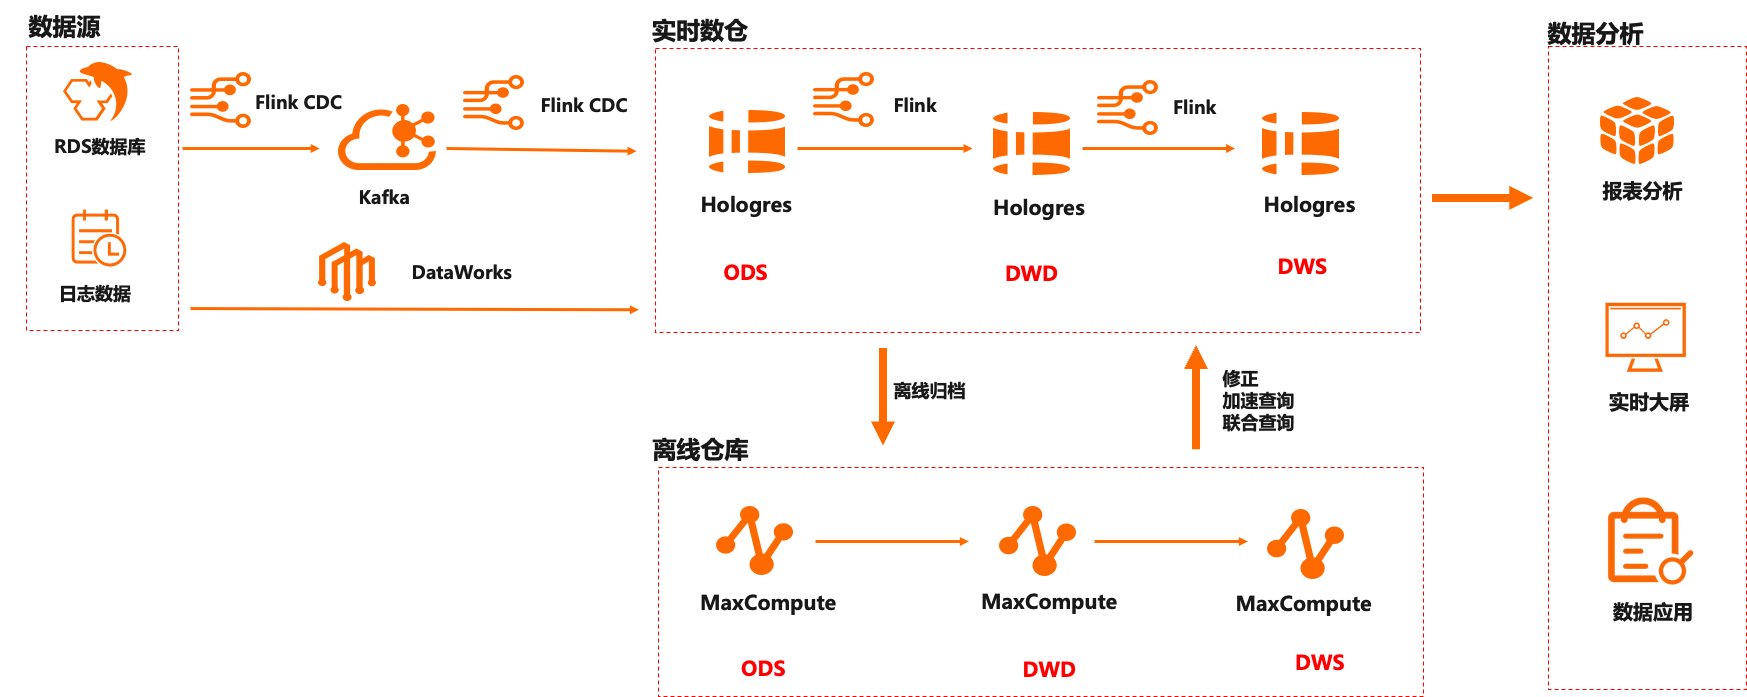 数据源
RDS数据库
日志数据
Flink CDC
Kafka
Flink CDC
DataWorks
实时数仓
Hologres
ODS
Flink
Hologres
DWD
Flink
Hologres
DWS
离线归档
修正
加速查询
联合查询
离线仓库
MaxCompute
ODS
MaxCompute
DWD
MaxCompute
DWS
数据分析
报表分析
实时大屏
数据应用